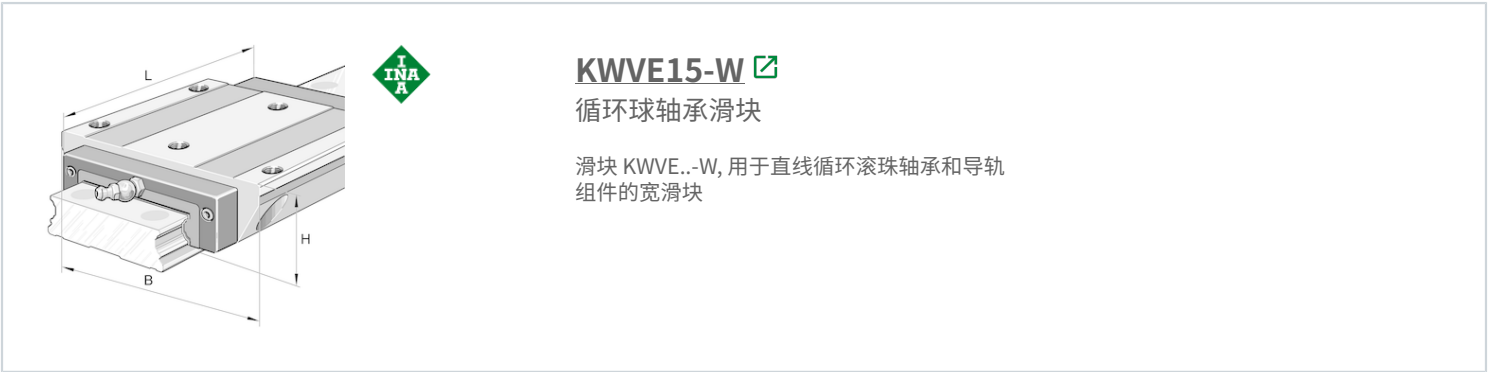 L
H
B
I
INA
A
KWVE15-W
循环球轴承滑块
滑块 KWVE..-W, 用于直线循环滚珠轴承和导轨
组件的宽滑块